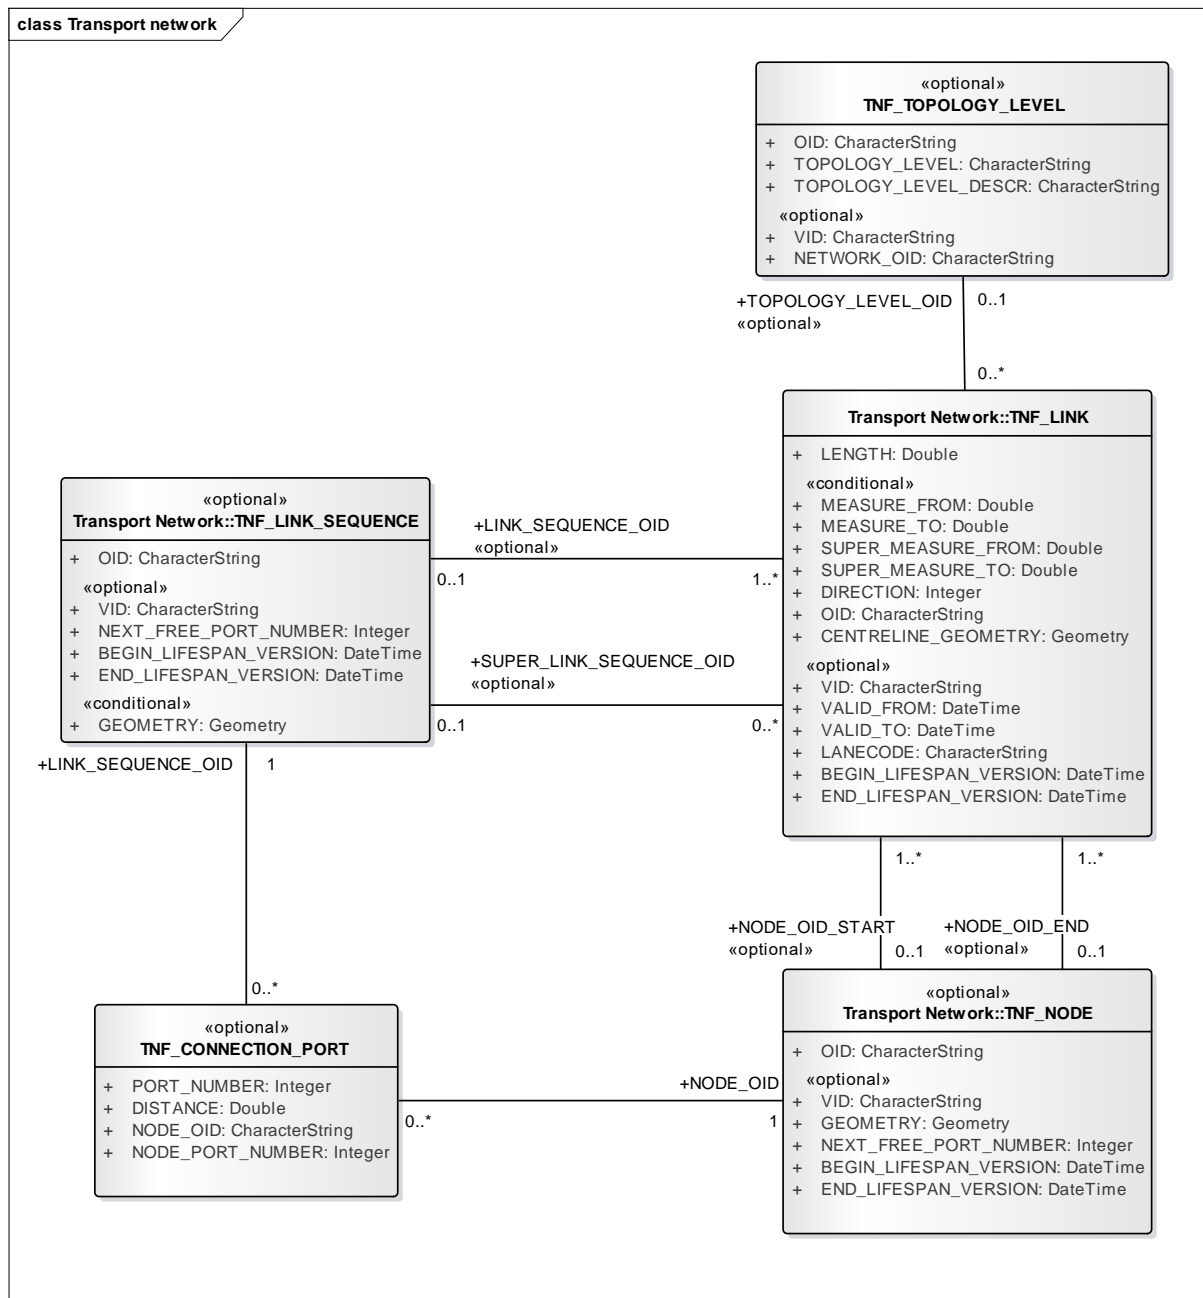 class Transport network
«optional»
TNF_TOPOLOGY_LEVEL
+ OID: CharacterString
+ TOPOLOGY_LEVEL: CharacterString
+ TOPOLOGY_LEVEL_DESCR: CharacterString
«optional»
+ VID: CharacterString
+ NETWORK_OID: CharacterString
+TOPOLOGY_LEVEL_OID
«optional»
0..1
0..*
Transport Network::TNF_LINK
+ LENGTH: Double
«conditional»
+ MEASURE_FROM: Double
+ MEASURE_TO: Double
+ SUPER_MEASURE_FROM: Double
+ SUPER_MEASURE_TO: Double
+ DIRECTION: Integer
+ OID: CharacterString
+ CENTRELINE_GEOMETRY: Geometry
«optional»
+ VID: CharacterString
+ VALID_FROM: DateTime
+ VALID_TO: DateTime
+ LANECODE: CharacterString
+ BEGIN_LIFESPAN_VERSION: DateTime
+ END_LIFESPAN_VERSION: DateTime
«optional»
Transport Network::TNF_LINK_SEQUENCE
+ OID: CharacterString
«optional»
+ VID: CharacterString
+ NEXT_FREE_PORT_NUMBER: Integer
+ BEGIN_LIFESPAN_VERSION: DateTime
+ END_LIFESPAN_VERSION: DateTime
«conditional»
+ GEOMETRY: Geometry
+LINK_SEQUENCE_OID
«optional»
0..1
1..*
+SUPER_LINK_SEQUENCE_OID
«optional»
0..1
0..*
+LINK_SEQUENCE_OID
1
0..*
1..*
1..*
+NODE_OID_START
«optional»
0..1
+NODE_OID_END
«optional»
0..1
«optional»
TNF_CONNECTION_PORT
+ PORT_NUMBER: Integer
+ DISTANCE: Double
+ NODE_OID: CharacterString
+ NODE_PORT_NUMBER: Integer
+NODE_OID
0..*
1
«optional»
Transport Network::TNF_NODE
+ OID: CharacterString
«optional»
+ VID: CharacterString
+ GEOMETRY: Geometry
+ NEXT_FREE_PORT_NUMBER: Integer
+ BEGIN_LIFESPAN_VERSION: DateTime
+ END_LIFESPAN_VERSION: DateTime